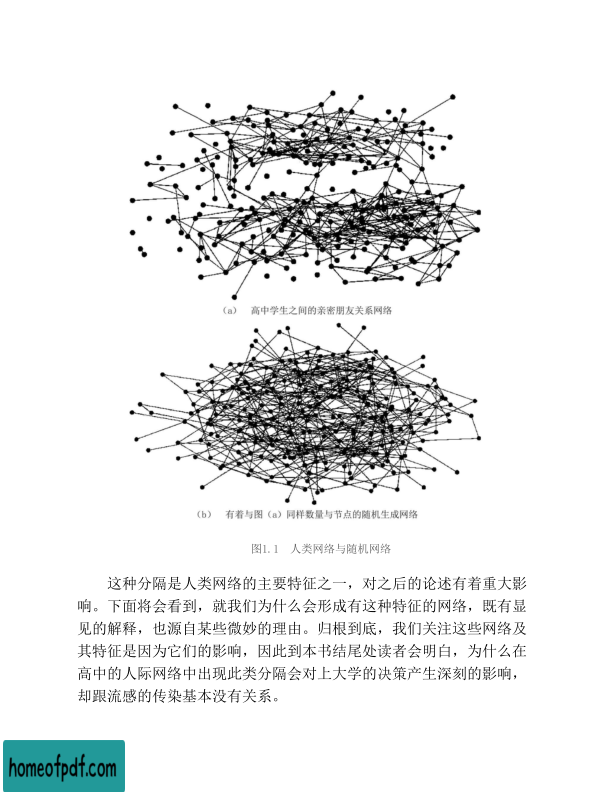 （a） 高中学生之间的亲密朋友关系网络
（b） 有着与图（a）同样数量与节点的随机生成网络
图1.1 人类网络与随机网络
这种分隔是人类网络的主要特征之一，对之后的论述有着重大影
响。下面将会看到，就我们为什么会形成有这种特征的网络，既有显
见的解释，也源自某些微妙的理由。归根到底，我们关注这些网络及
其特征是因为它们的影响，因此到本书结尾处读者会明白，为什么在
高中的人际网络中出现此类分隔会对上大学的决策产生深刻的影响，
却跟流感的传染基本没有关系。
homeofpdf.com